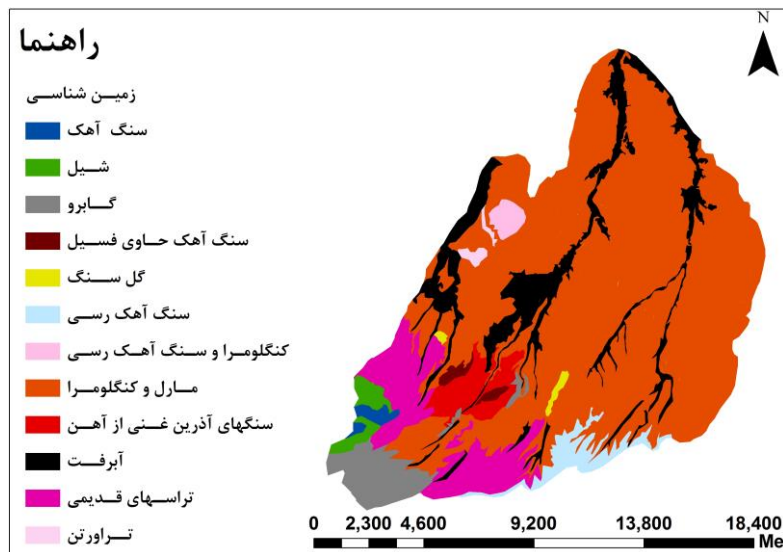 راهنما
زمین شناسی
سنگ آهک
شیل
گابرو
سنگ آهک حاوی فسیل
گل سنگ
سنگ آهک رسی
کنگلومرا و سنگ آهک رسی
مارل و کنگلومرا
سنگهای آذرین غنی از آهن
آبرفت
تراسهای قدیمی
تراورتن
N
0 2,300 4,600 9,200 13,800 18,400
Me